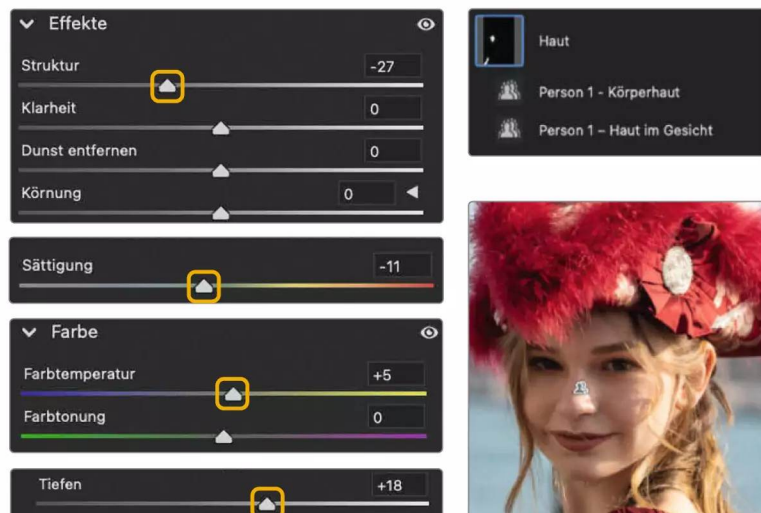 Effekte
Struktur -27
Klarheit 0
Dunst entfernen 0
Körnung 0
Sättigung -11
Farbe
Farbtemperatur +5
Farbtonung 0
Tiefen +18
Haut
Person 1 - Körperhaut
Person 1 – Haut im Gesicht